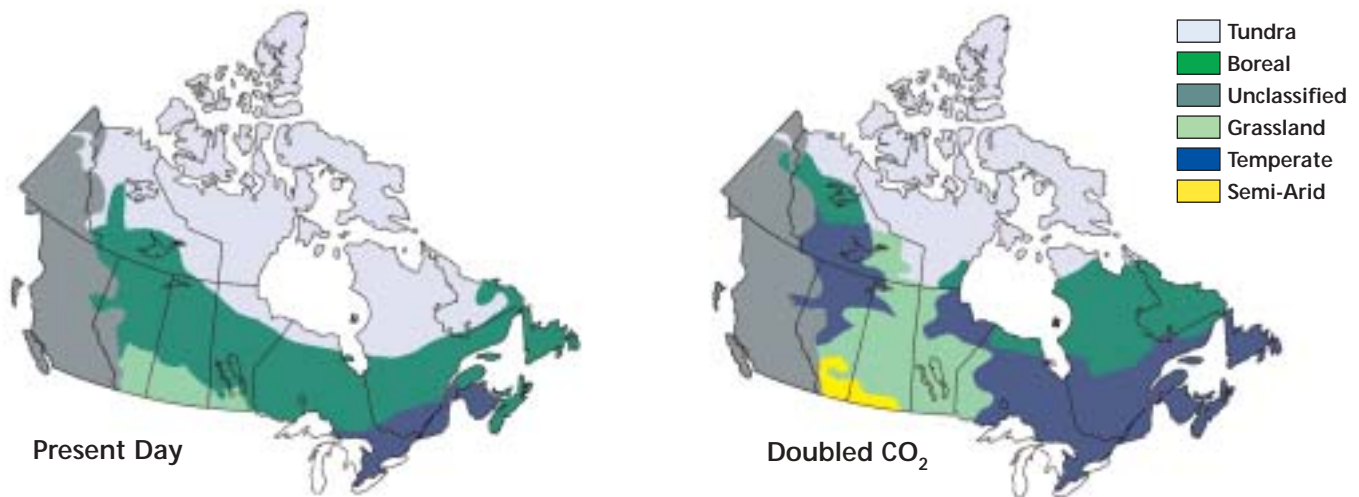 Tundra
Boreal
Unclassified
Grassland
Temperate
Semi-Arid
Present Day
Doubled CO₂